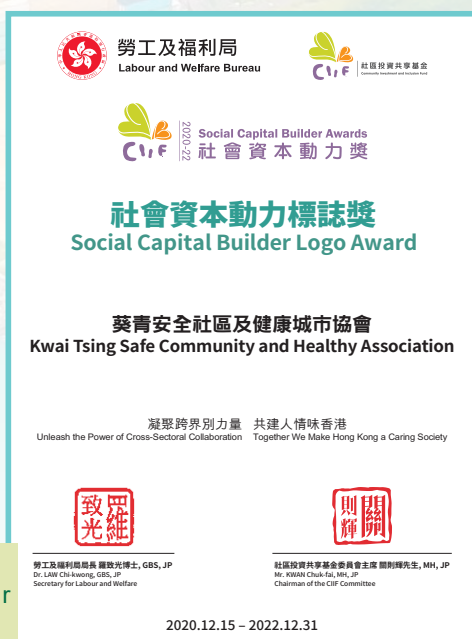 勞工及福利局
Labour and Welfare Bureau
HONG KONG
CIIF
社區投資共享基金
Community Investment and Inclusion Fund
CIIF
2020-22
Social Capital Builder Awards
社會資本動力獎
社會資本動力標誌獎
Social Capital Builder Logo Award
葵青安全社區及健康城市協會
Kwai Tsing Safe Community and Healthy Association
凝聚跨界別力量 共建人情味香港
Unleash the Power of Cross-Sectoral Collaboration Together We Make Hong Kong a Caring Society
羅致光
關則輝
勞工及福利局局長 羅致光博士, GBS, JP
Dr. LAW Chi-kwong, GBS, JP
Secretary for Labour and Welfare
社區投資共享基金委員會主席 關則輝先生, MH, JP
Mr. KWAN Chuk-fai, MH, JP
Chairman of the CIIF Committee
r
2020.12.15 – 2022.12.31